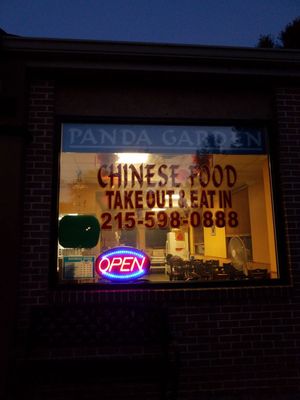 PANDA GARDEN
CHINESE FOOD
TAKE OUT & EAT IN
215-598-0888
OPEN